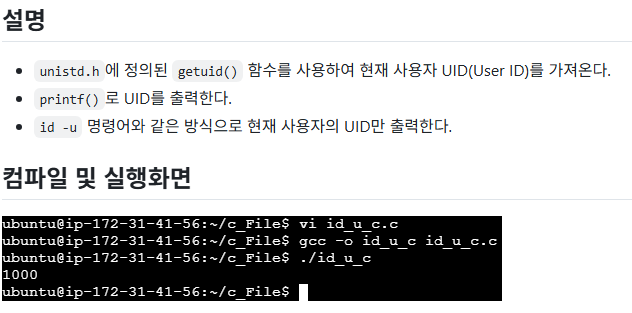 설명
unistd.h에 정의된 getuid() 함수를 사용하여 현재 사용자 UID(User ID)를 가져온다.
printf()로 UID를 출력한다.
id -u 명령어와 같은 방식으로 현재 사용자의 UID만 출력한다.
컴파일 및 실행화면
ubuntu@ip-172-31-41-56:~/c_File$ vi id_u_c.c
ubuntu@ip-172-31-41-56:~/c_File$ gcc -o id_u_c id_u_c.c
ubuntu@ip-172-31-41-56:~/c_File$ ./id_u_c
1000
ubuntu@ip-172-31-41-56:~/c_File$